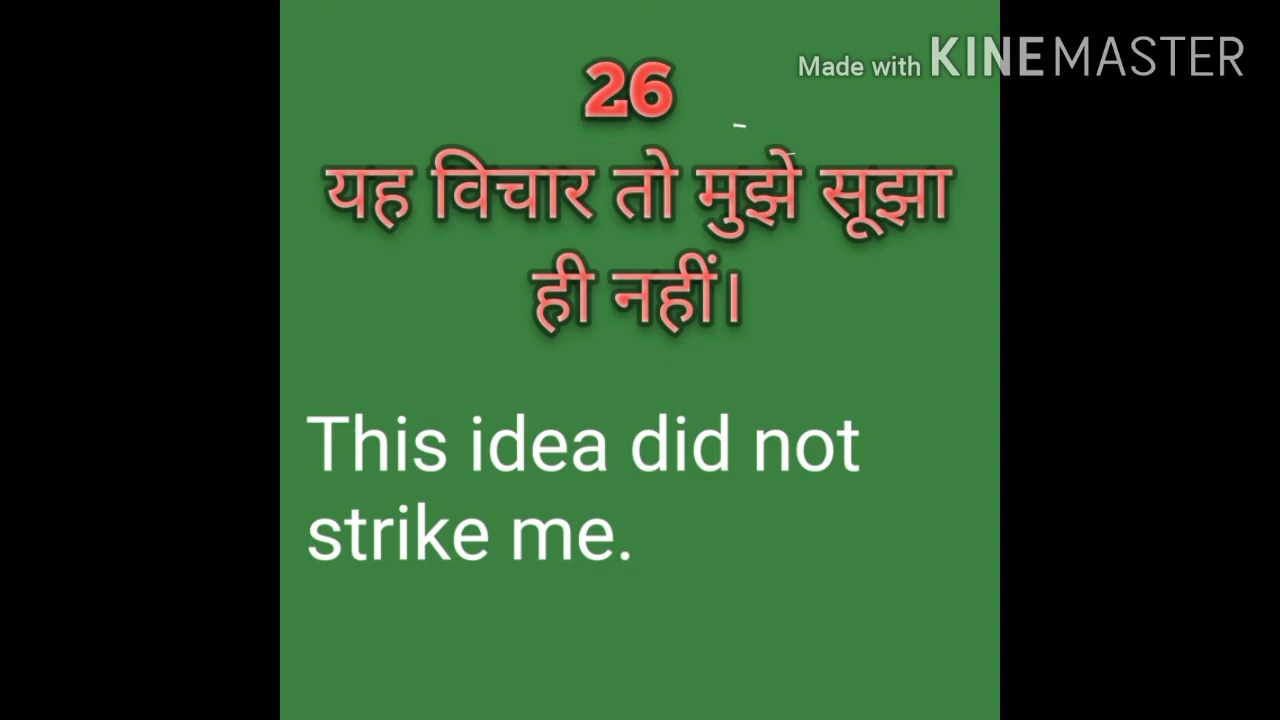 Made with KINEMASTER
26
यह विचार तो मुझे सूझा
ही नहीं।
This idea did not
strike me.